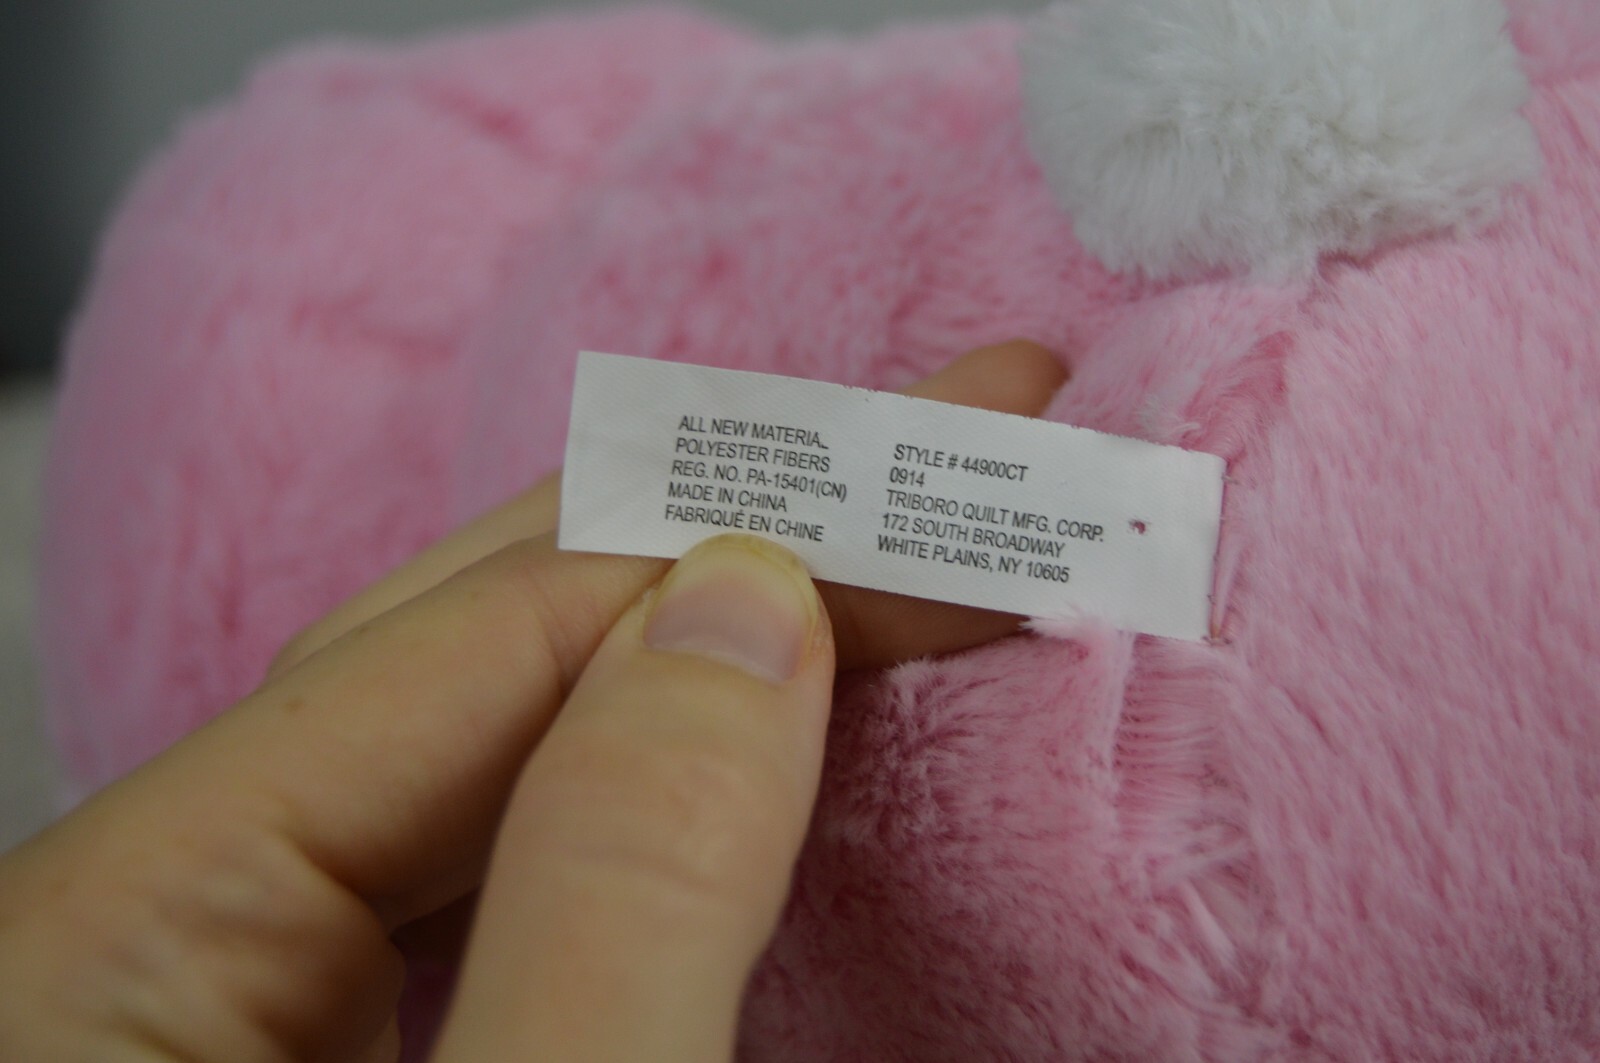 ALL NEW MATERIAL
POLYESTER FIBERS
REG. NO. PA-15401(CN)
MADE IN CHINA
FABRIQUÉ EN CHINE
STYLE # 44900CT
0914
TRIBORO QUILT MFG. CORP.
172 SOUTH BROADWAY
WHITE PLAINS, NY 10605